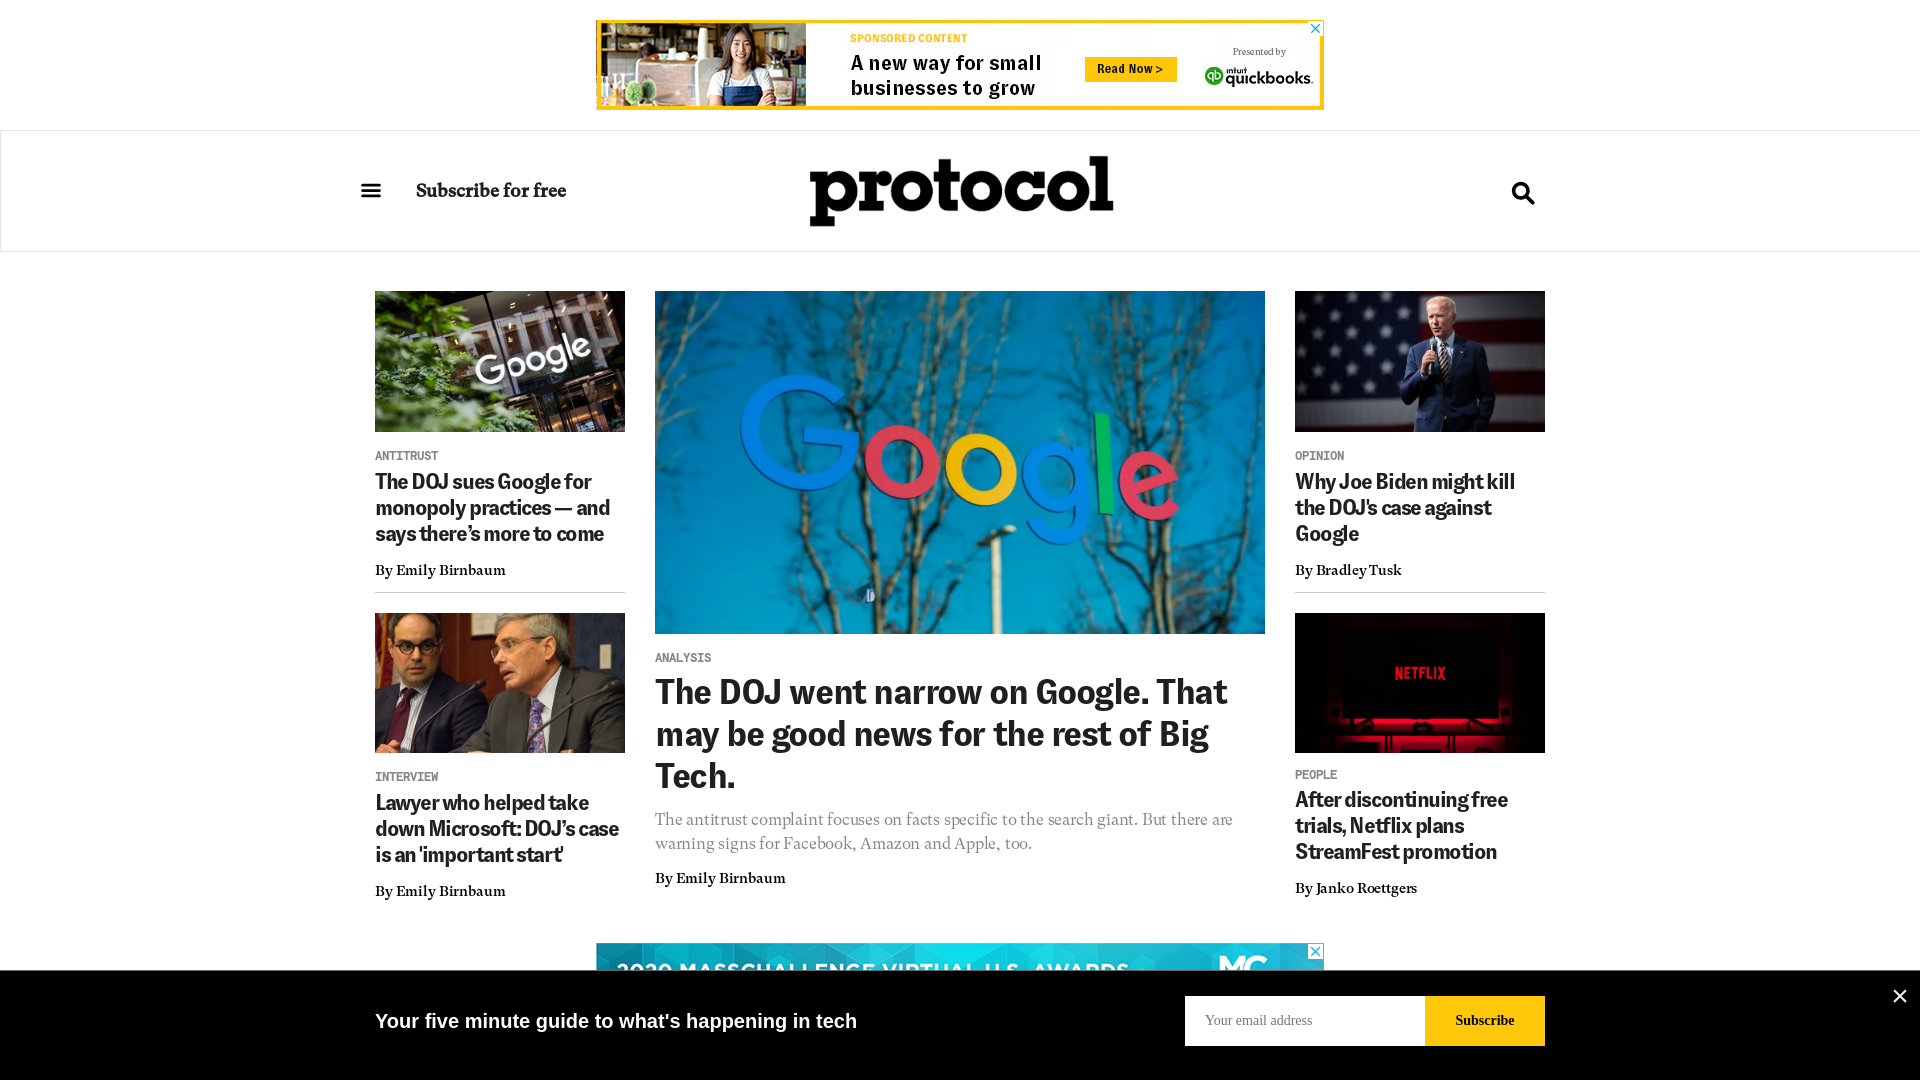 SPONSORED CONTENT
A new way for small
businesses to grow
Read Now >
Presented by
intuit
quickbooks.
Subscribe for free
protocol
Google
ANTITRUST
The DOJ sues Google for
monopoly practices — and
says there’s more to come
By Emily Birnbaum
INTERVIEW
Lawyer who helped take
down Microsoft: DOJ’s case
is an 'important start'
By Emily Birnbaum
Google
ANALYSIS
The DOJ went narrow on Google. That
may be good news for the rest of Big
Tech.
The antitrust complaint focuses on facts specific to the search giant. But there are
warning signs for Facebook, Amazon and Apple, too.
By Emily Birnbaum
OPINION
Why Joe Biden might kill
the DOJ's case against
Google
By Bradley Tusk
NETFLIX
PEOPLE
After discontinuing free
trials, Netflix plans
StreamFest promotion
By Janko Roettgers
2020 MASSCHALLENGE VIRTUAL U.S. AWARDS
MC
Your five minute guide to what's happening in tech
Your email address
Subscribe